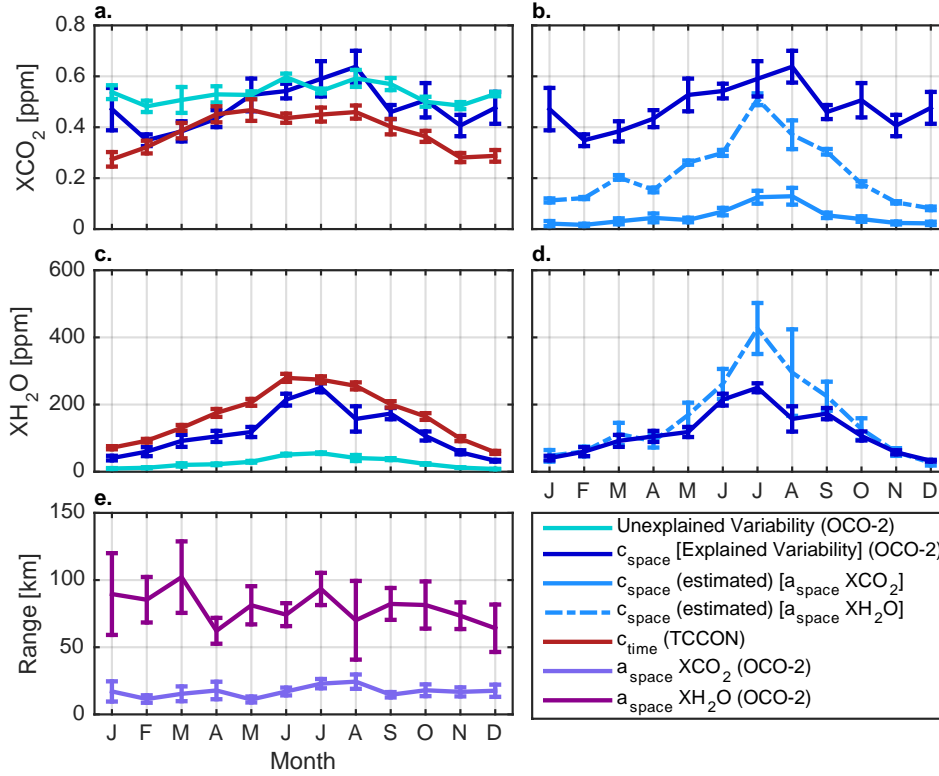 a.
b.
0.8
0.6
0.4
0.2
0
XCO2 [ppm]
c.
d.
600
400
200
0
XH2O [ppm]
J F M A M J J A S O N D
e.
150
100
50
0
Range [km]
J F M A M J J A S O N D
Month
Unexplained Variability (OCO-2)
cspace [Explained Variability] (OCO-2)
cspace (estimated) [aspace XCO2]
cspace (estimated) [aspace XH2O]
ctime (TCCON)
aspace XCO2 (OCO-2)
aspace XH2O (OCO-2)